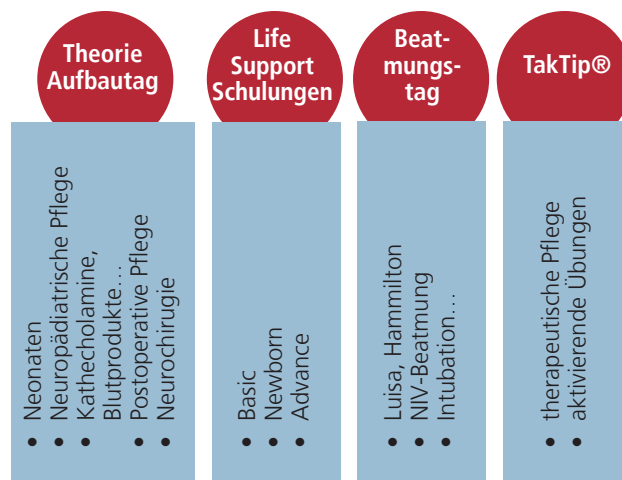 Theorie
Aufbautag
• Neonaten
• Neuropädiatrische Pflege
• Kathecholamine,
Blutprodukte…
• Postoperative Pflege
• Neurochirugie
Life
Support
Schulungen
• Basic
• Newborn
• Advance
Beat-
mungs-
tag
• Luisa, Hammilton
• NIV-Beatmung
• Intubation…
TakTip®
• therapeutische Pflege
• aktivierende Übungen